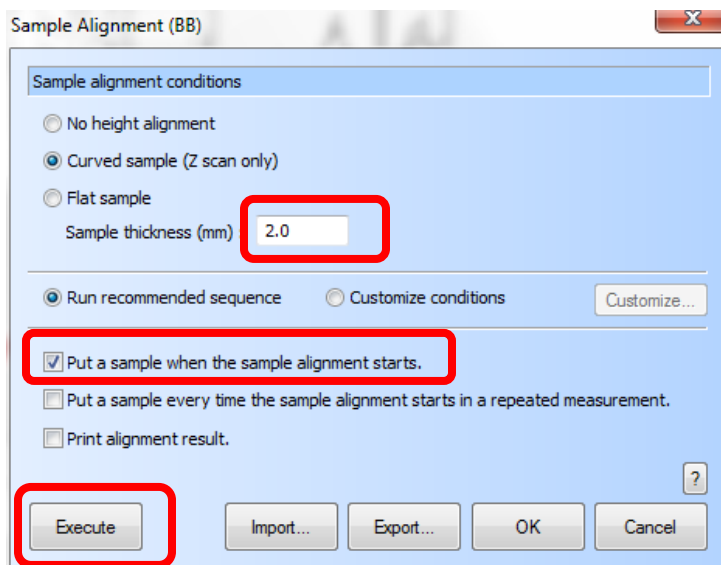 Sample Alignment (BB)
Sample alignment conditions
No height alignment
Curved sample (Z scan only)
Flat sample
Sample thickness (mm) : 2.0
Run recommended sequence Customize conditions Customize...
Put a sample when the sample alignment starts.
Put a sample every time the sample alignment starts in a repeated measurement.
Print alignment result.
?
Execute Import... Export... OK Cancel